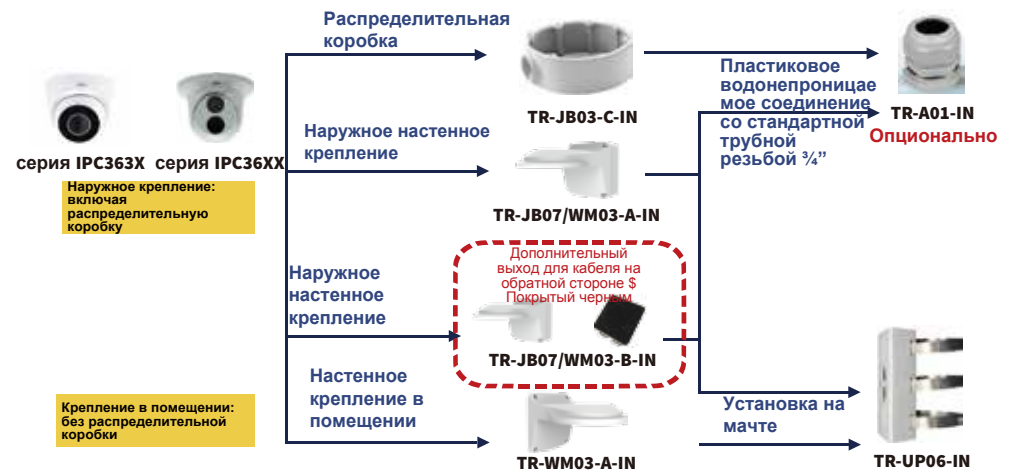 Распределительная
коробка
TR-JB03-C-IN
Пластиковое
водонепроницае
мое соединение
со стандартной
трубной
резьбой ¾”
TR-A01-IN
Опционально
серия IPC363X
серия IPC36XX
Наружное настенное
крепление
TR-JB07/WM03-A-IN
Наружное крепление:
включая
распределительную
коробку
Дополнительный
выход для кабеля на
обратной стороне $
Покрытый черным
Наружное
настенное
крепление
TR-JB07/WM03-B-IN
Настенное
крепление в
помещении
Крепление в помещении:
без распределительной
коробки
TR-WM03-A-IN
Установка на
мачте
TR-UP06-IN